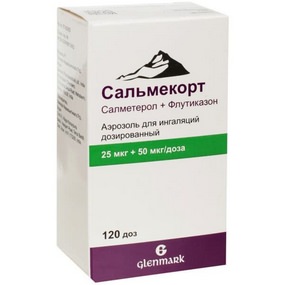 Сальмекорт
Салметерол + Флутиказон
Аэрозоль для ингаляций
дозированный
25 мкг + 50 мкг/доза
120 доз
glenmark